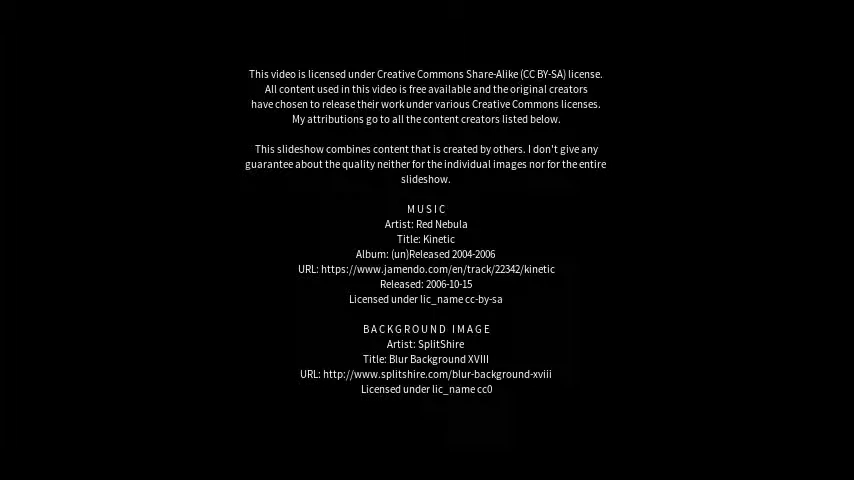 This video is licensed under Creative Commons Share-Alike (CC BY-SA) license.
All content used in this video is free available and the original creators
have chosen to release their work under various Creative Commons licenses.
My attributions go to all the content creators listed below.
This slideshow combines content that is created by others. I don't give any
guarantee about the quality neither for the individual images nor for the entire
slideshow.
MUSIC
Artist: Red Nebula
Title: Kinetic
Album: (un)Released 2004-2006
URL: https://www.jamendo.com/en/track/22342/kinetic
Released: 2006-10-15
Licensed under lic_name cc-by-sa
BACKGROUND IMAGE
Artist: SplitShire
Title: Blur Background XVIII
URL: http://www.splitshire.com/blur-background-xviii
Licensed under lic_name cc0